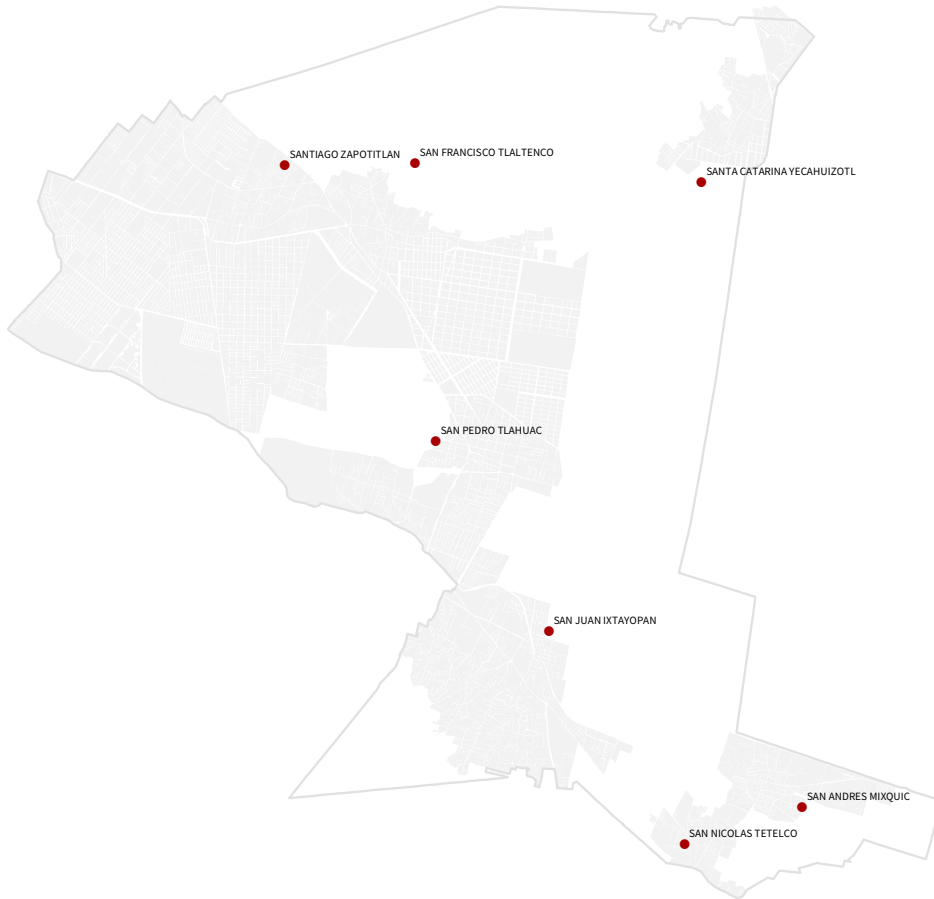 SAN FRANCISCO TLALTENCO
SANTIAGO ZAPOTITLAN
SANTA CATARINA YECAHUIZOTL
SAN PEDRO TLAHUAC
SAN JUAN IXTAYOPAN
SAN ANDRES MIXQUIC
SAN NICOLAS TETELCO